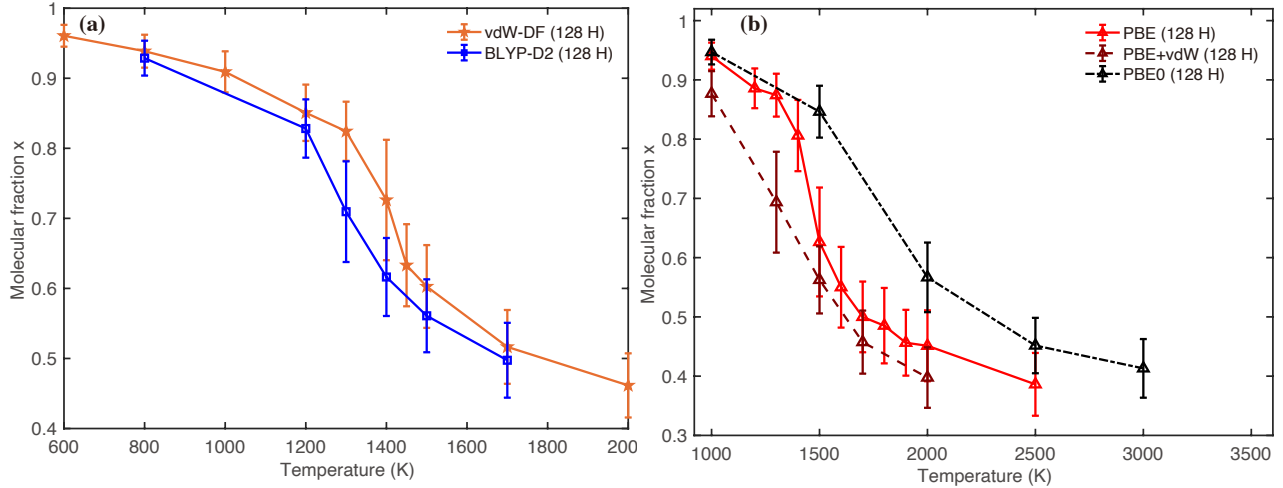 (a)
vdW-DF (128 H)
BLYP-D2 (128 H)
1
0.9
0.8
0.7
0.6
0.5
0.4
Molecular fraction x
600
800
1000
1200
1400
1600
1800
2000
Temperature (K)
(b)
PBE (128 H)
PBE+vdW (128 H)
PBE0 (128 H)
1
0.9
0.8
0.7
0.6
0.5
0.4
0.3
Molecular fraction x
1000
1500
2000
2500
3000
3500
Temperature (K)